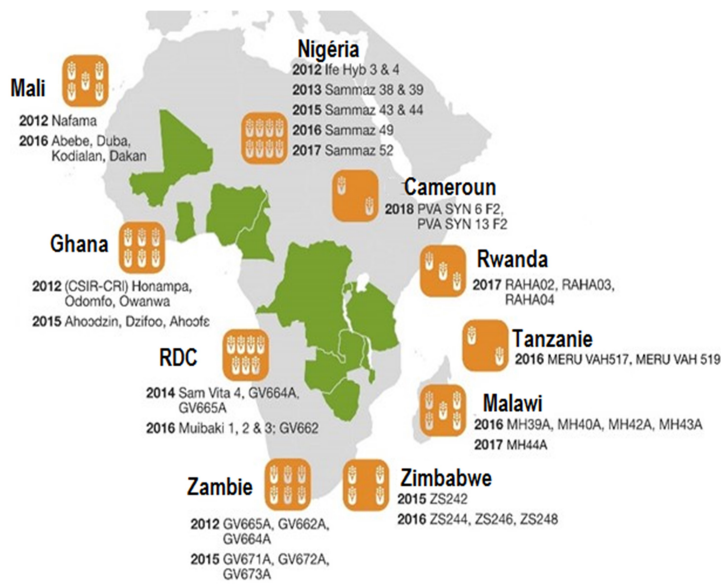 Mali
2012 Nafama
2016 Abebe, Duba,
Kodialan, Dakan
Nigéria
2012 Ife Hyb 3 & 4
2013 Sammaz 38 & 39
2015 Sammaz 43 & 44
2016 Sammaz 49
2017 Sammaz 52
Cameroun
2018 PVA SYN 6 F2,
PVA SYN 13 F2
Ghana
2012 (CSIR-CRI) Honampa,
Odomfo, Owanwa
2015 Ahoɔdzin, Dzifoo, Ahoɔfɛ
Rwanda
2017 RAHA02, RAHA03,
RAHA04
Tanzanie
2016 MERU VAH517, MERU VAH 519
RDC
2014 Sam Vita 4, GV664A,
GV665A
2016 Muibaki 1, 2 & 3; GV662
Malawi
2016 MH39A, MH40A, MH42A, MH43A
2017 MH44A
Zambie
2012 GV665A, GV662A,
GV664A
2015 GV671A, GV672A,
GV673A
Zimbabwe
2015 ZS242
2016 ZS244, ZS246, ZS248